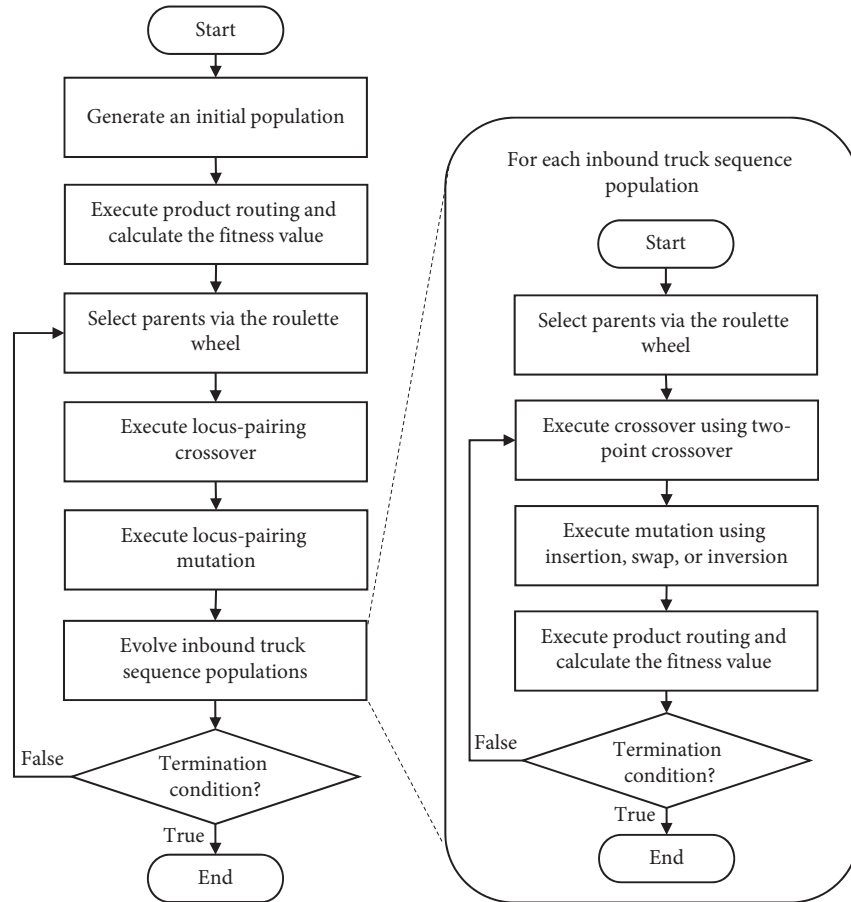 Start
Generate an initial population
Execute product routing and
calculate the fitness value
Select parents via the roulette
wheel
Execute locus-pairing
crossover
Execute locus-pairing
mutation
Evolve inbound truck
sequence populations
False
Termination
condition?
True
End
For each inbound truck sequence
population
Start
Select parents via the roulette
wheel
Execute crossover using two-
point crossover
Execute mutation using
insertion, swap, or inversion
Execute product routing and
calculate the fitness value
False
Termination
condition?
True
End